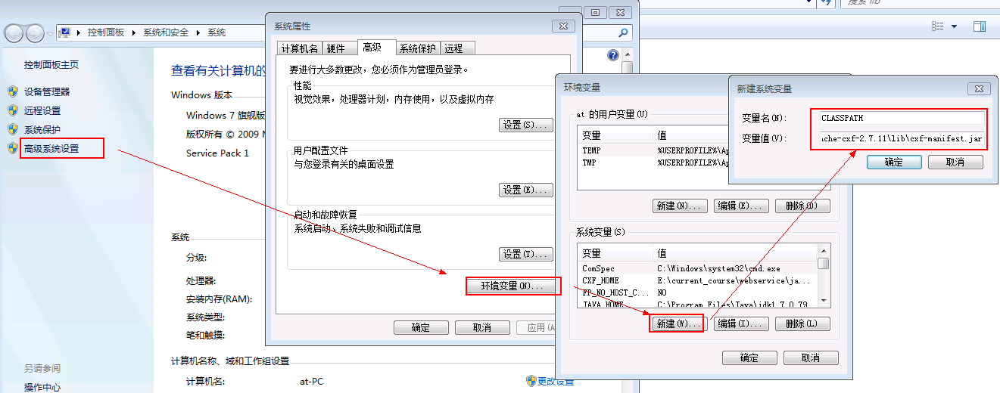 搜索 lib
控制面板 系统和安全 系统
控制面板主页
设备管理器
远程设置
系统保护
高级系统设置
另请参阅
操作中心
查看有关计算机的
Windows 版本
Windows 7 旗舰版
版权所有 © 2009 M
Service Pack 1
系统
分级:
处理器:
安装内存(RAM):
系统类型:
笔和触摸:
计算机名称、域和工作组设置
计算机名: at-PC
更改设置
系统属性
计算机名 硬件 高级 系统保护 远程
要进行大多数更改，您必须作为管理员登录。
性能
视觉效果，处理器计划，内存使用，以及虚拟内存
设置(S)...
用户配置文件
与您登录有关的桌面设置
设置(E)...
启动和故障恢复
系统启动、系统失败和调试信息
设置(T)...
环境变量(N)...
确定 取消 应用(A
环境变量
at 的用户变量(U)
变量 值
TEMP %USERPROFILE%\Ap
TMP %USERPROFILE%\Ap
新建(N)... 编辑(E)... 删除(D)
系统变量(S)
变量 值
ComSpec C:\Windows\system32\cmd.exe
CXF_HOME E:\current_course\webservice\ja...
FP_NO_HOST_C... NO
JAVA_HOME C:\Program Files\Java\jdk1.7.0_79
新建(W)... 编辑(I)... 删除(L)
确定 取消
新建系统变量
变量名(N): CLASSPATH
变量值(V): che-cxf-2.7.11\lib\cxf-manifest.jar
确定 取消